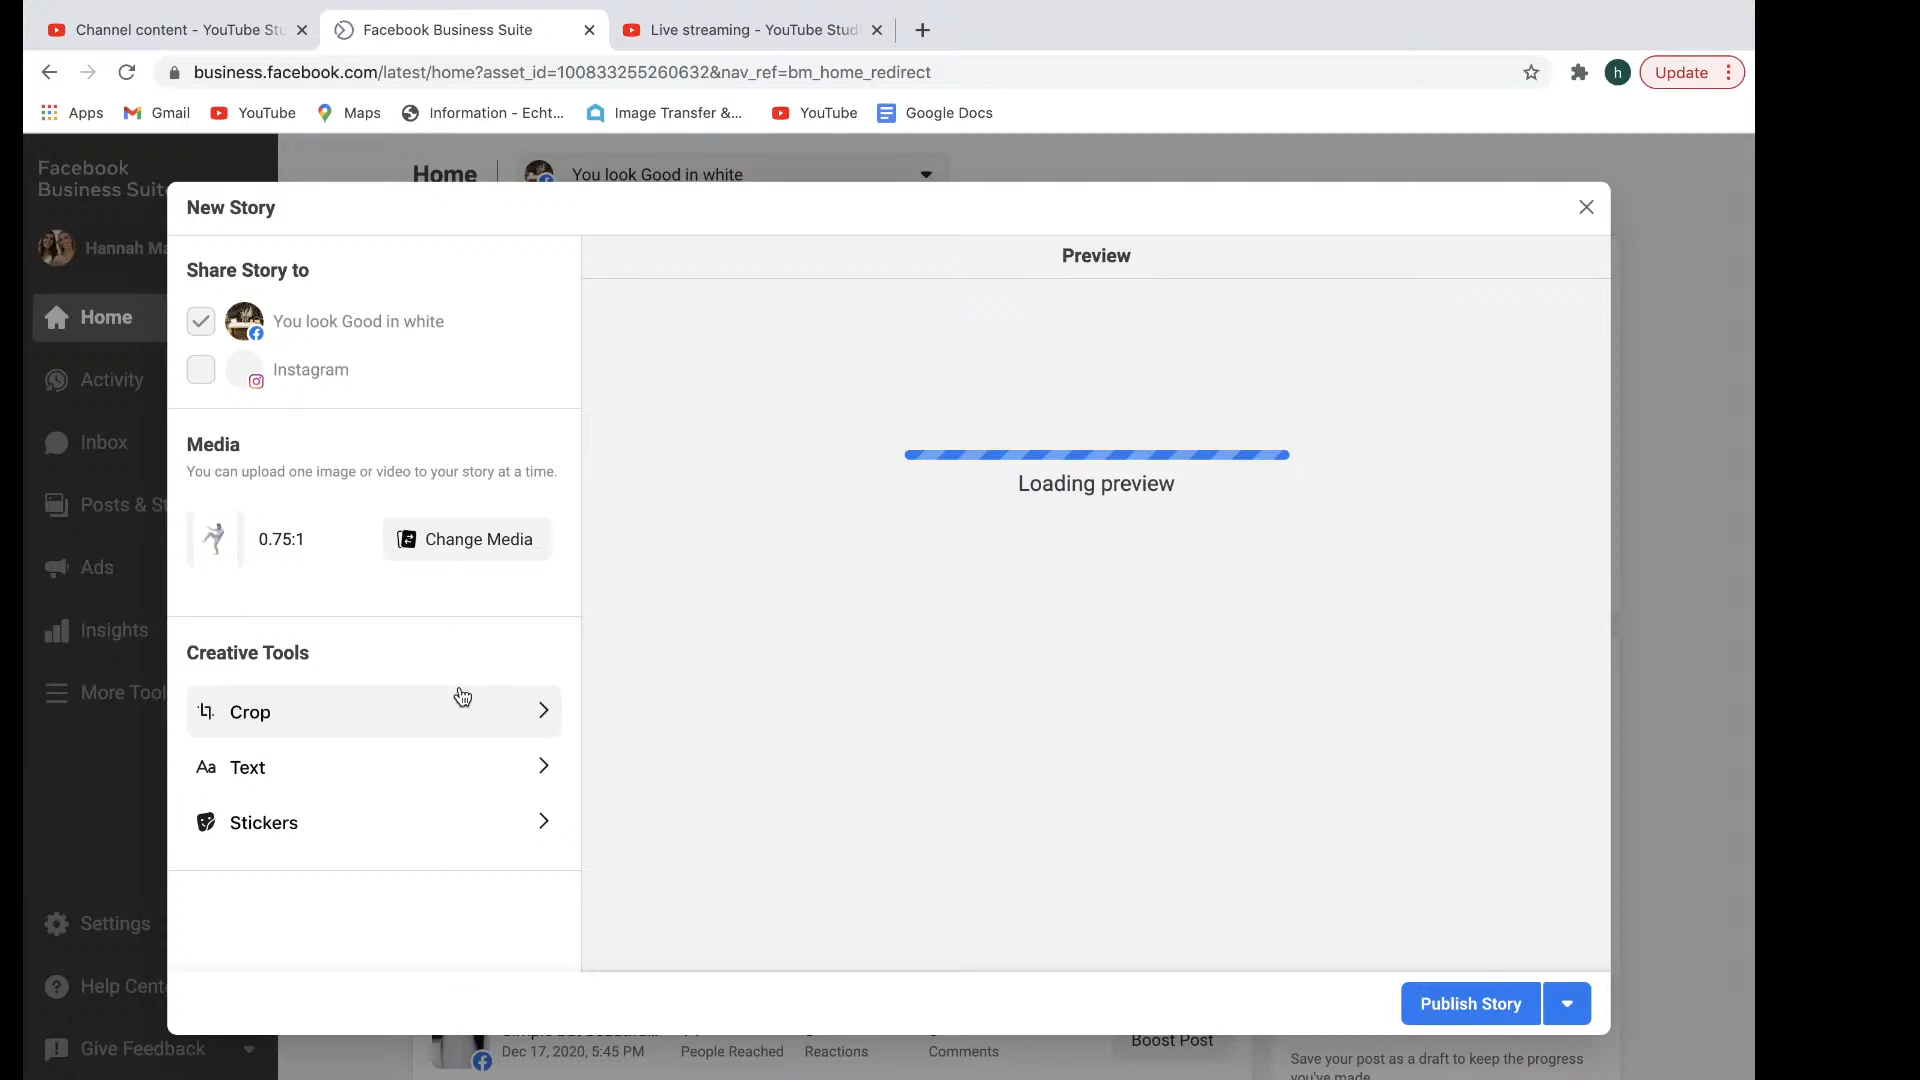 Channel content - YouTube Stu
Facebook Business Suite
Live streaming - YouTube Stud
business.facebook.com/latest/home?asset_id=100833255260632&nav_ref=bm_home_redirect
h
Update
Apps
Gmail
YouTube
Maps
Information - Echt...
Image Transfer &...
YouTube
Google Docs
Facebook
Business Suite
Hannah Ma
Home
Activity
Inbox
Posts & St
Ads
Insights
More Tool
Settings
Help Cent
Give Feedback
Home
You look Good in white
New Story
Share Story to
You look Good in white
Instagram
Media
You can upload one image or video to your story at a time.
0.75:1
Change Media
Creative Tools
Crop
Aa Text
Stickers
Preview
Loading preview
Publish Story
Dec 17, 2020, 5:45 PM
People Reached
Reactions
Comments
Boost Post
Save your post as a draft to keep the progress
you've made